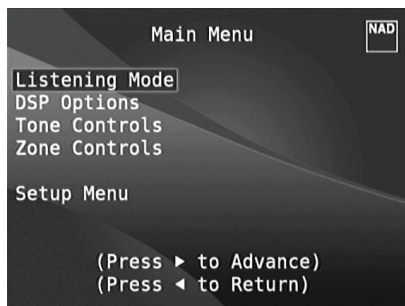 Main Menu
NAD
Listening Mode
DSP Options
Tone Controls
Zone Controls
Setup Menu
(Press ▶ to Advance)
(Press ◀ to Return)